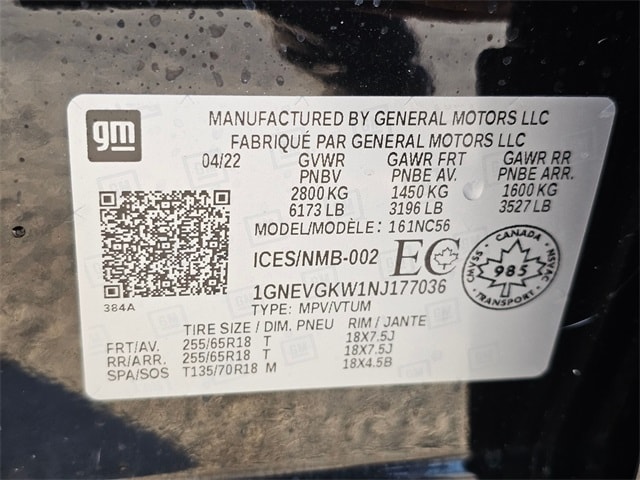 gm
MANUFACTURED BY GENERAL MOTORS LLC
FABRIQUÉ PAR GENERAL MOTORS LLC
04/22 GVWR GAWR FRT GAWR RR
PNBV PNBE AV. PNBE ARR.
2800 KG 1450 KG 1600 KG
6173 LB 3196 LB 3527 LB
MODEL/MODÈLE: 161NC56
ICES/NMB-002 EC
CANADA
CMVSS - NSVAC
985
TRANSPORT
384A
1GNEVGKW1NJ177036
TYPE: MPV/VTUM
TIRE SIZE / DIM. PNEU RIM / JANTE
FRT/AV. 255/65R18 T 18X7.5J
RR/ARR. 255/65R18 T 18X7.5J
SPA/SOS T135/70R18 M 18X4.5B